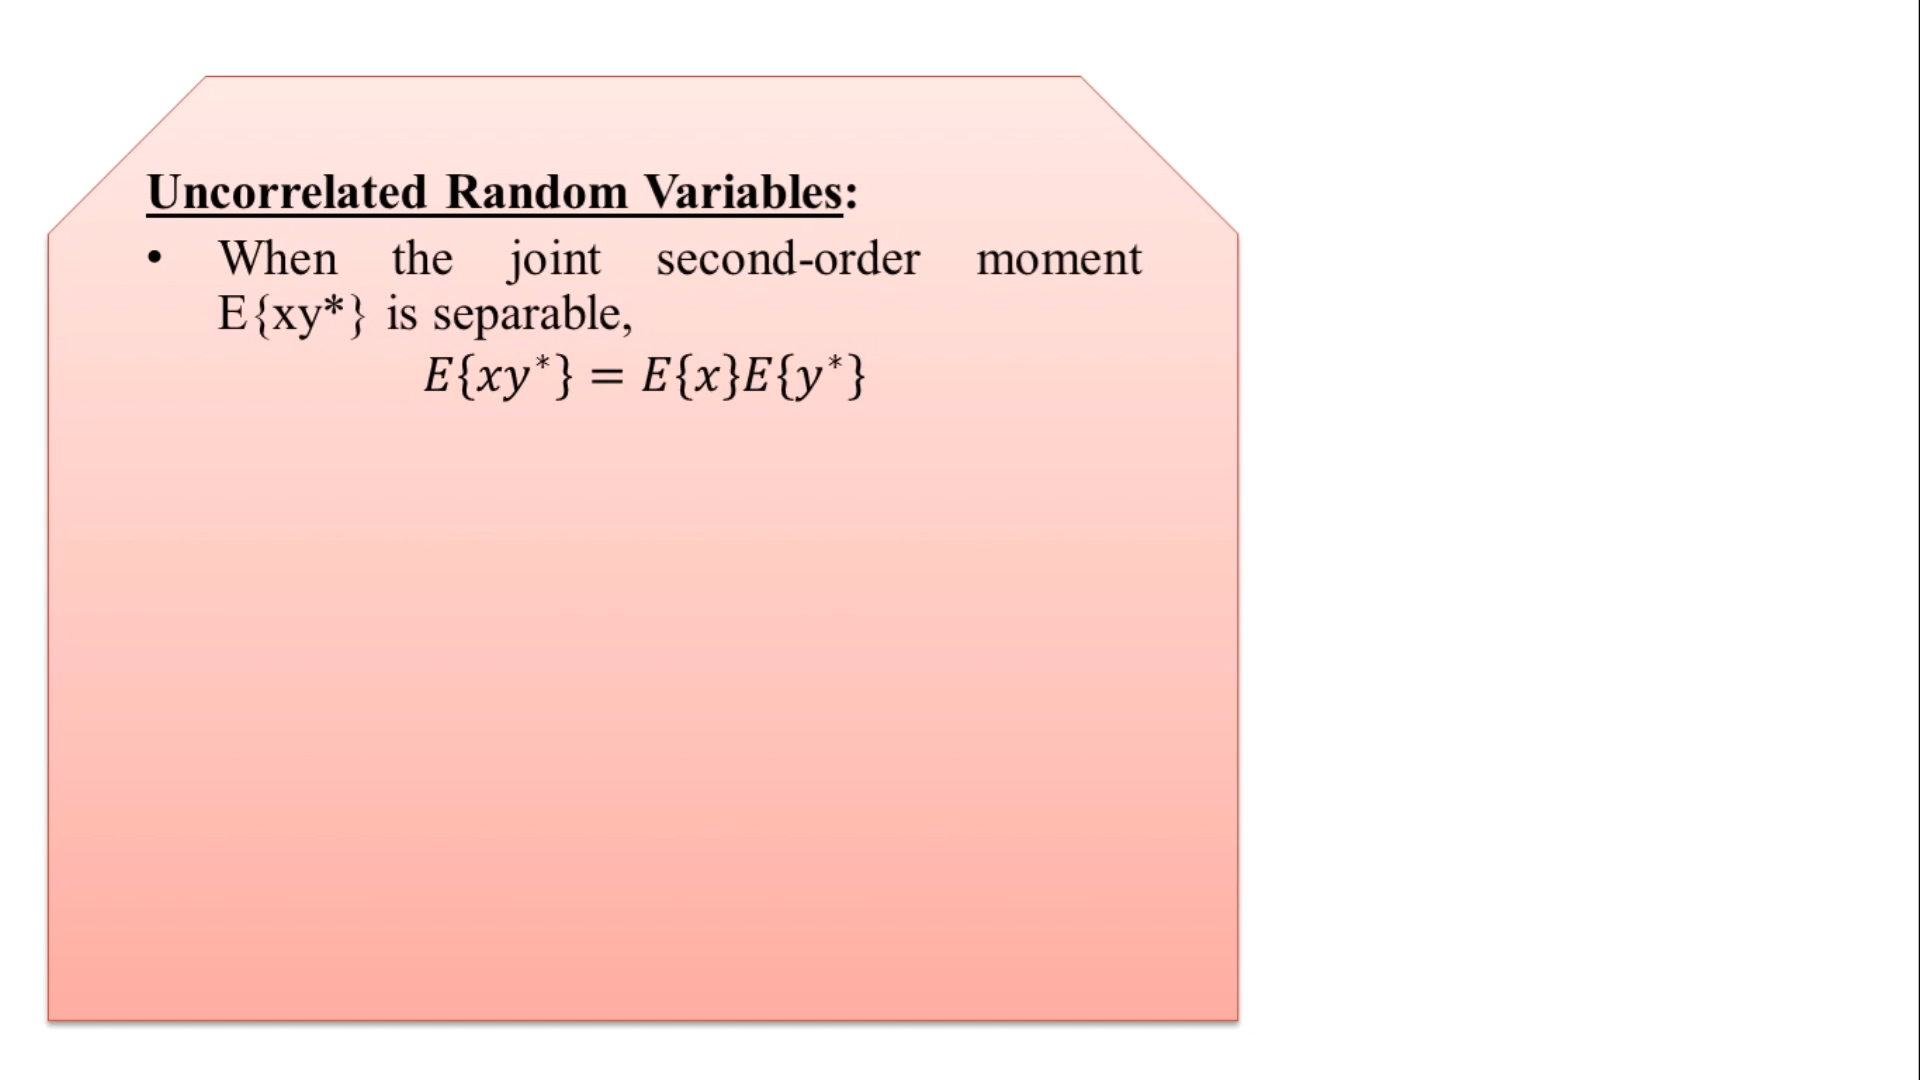 Uncorrelated Random Variables:
• When the joint second-order moment
E{xy*} is separable,
E{xy*} = E{x}E{y*}